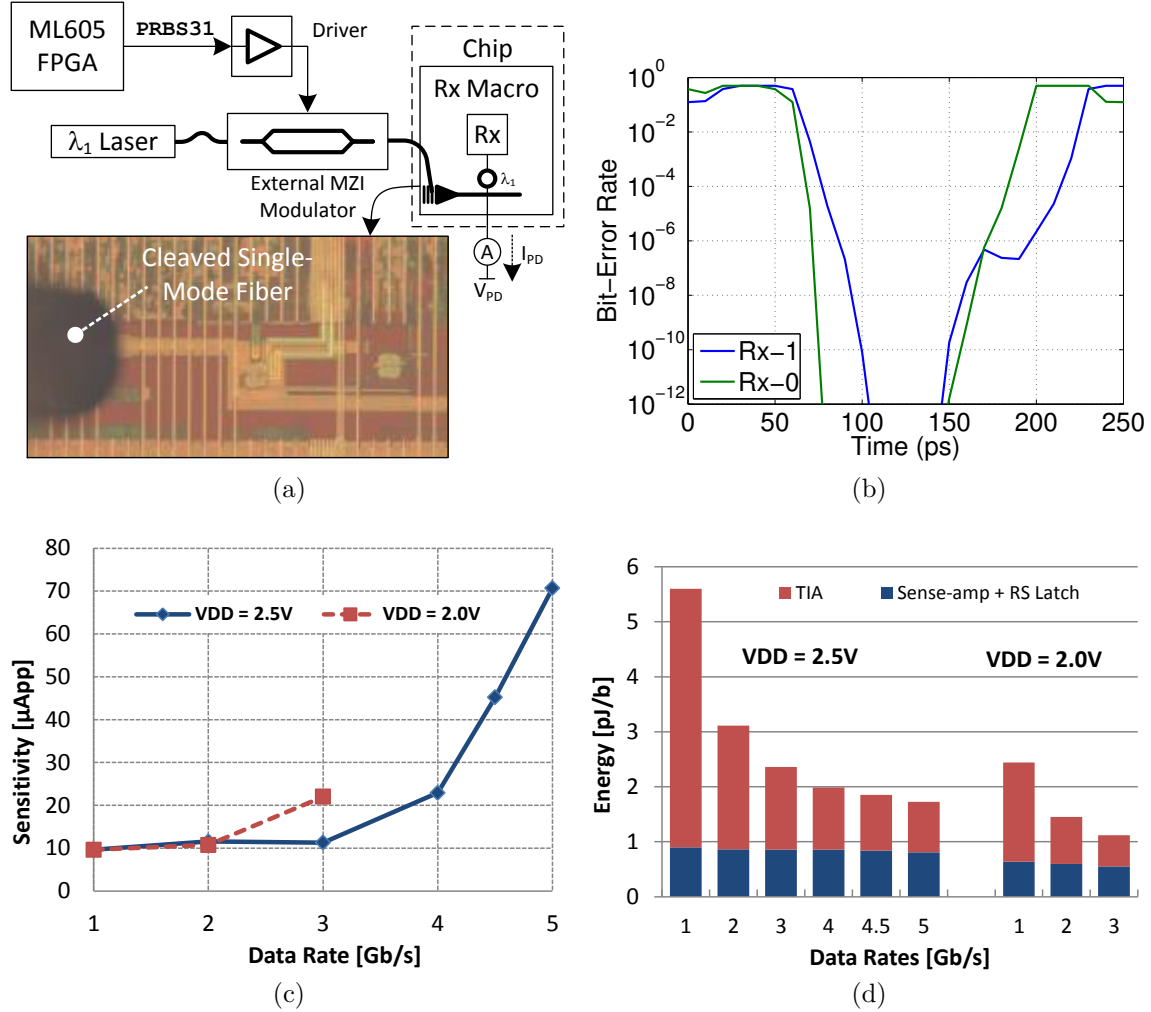 ML605
FPGA
PRBS31
Driver
Chip
Rx Macro
Rx
λ1 Laser
λ1
External MZI
Modulator
A
IPD
VPD
Cleaved Single-
Mode Fiber
(a)
10^0
10^−2
10^−4
10^−6
10^−8
10^−10
10^−12
Bit−Error Rate
Rx−1
Rx−0
0 50 100 150 200 250
Time (ps)
(b)
80
70
60
50
40
30
20
10
0
Sensitivity [µApp]
VDD = 2.5V
VDD = 2.0V
1 2 3 4 5
Data Rate [Gb/s]
(c)
6
5
4
3
2
1
0
Energy [pJ/b]
TIA
Sense-amp + RS Latch
VDD = 2.5V
VDD = 2.0V
1 2 3 4 4.5 5 1 2 3
Data Rates [Gb/s]
(d)